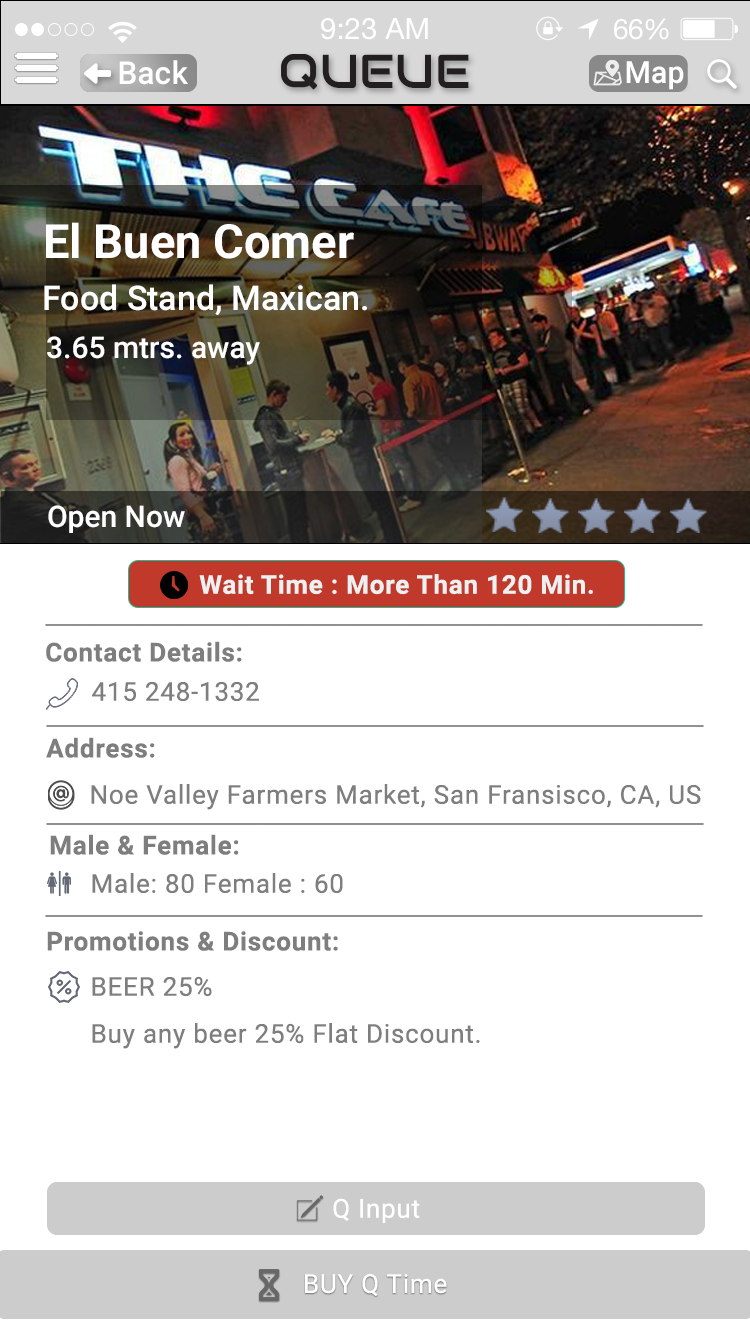 9:23 AM 66%
Back QUEUE Map
THE CAFE
UBWAY
El Buen Comer
Food Stand, Maxican.
3.65 mtrs. away
Open Now
Wait Time : More Than 120 Min.
Contact Details:
415 248-1332
Address:
@ Noe Valley Farmers Market, San Fransisco, CA, US
Male & Female:
Male: 80 Female : 60
Promotions & Discount:
% BEER 25%
Buy any beer 25% Flat Discount.
Q Input
BUY Q Time